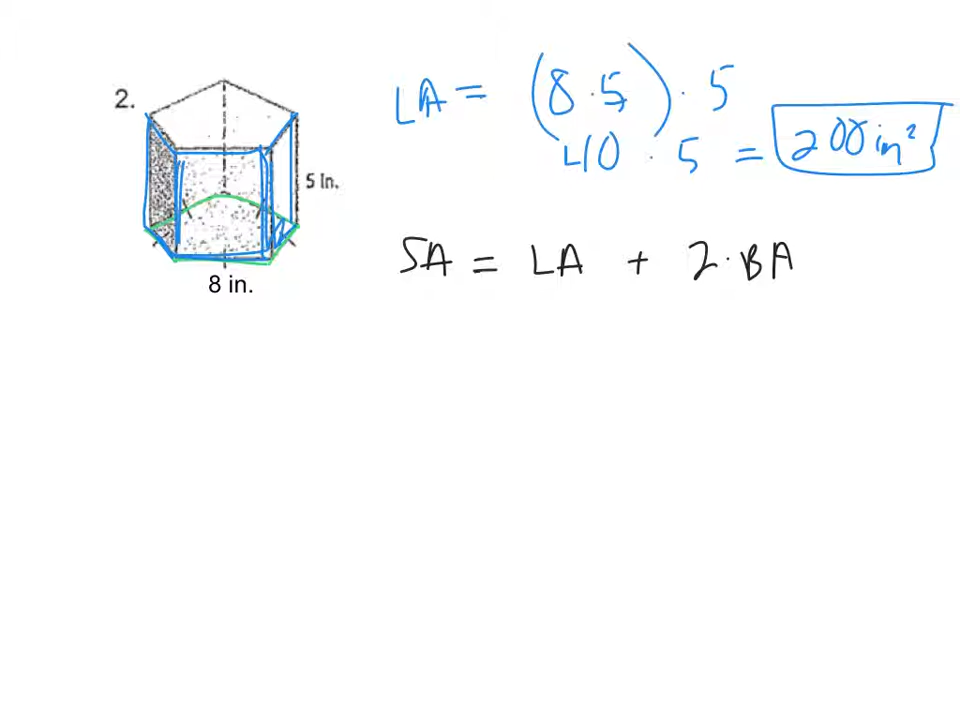 2.
LA = (8·5)·5
40 · 5 = 200 in²
5 in.
SA = LA + 2·BA
8 in.